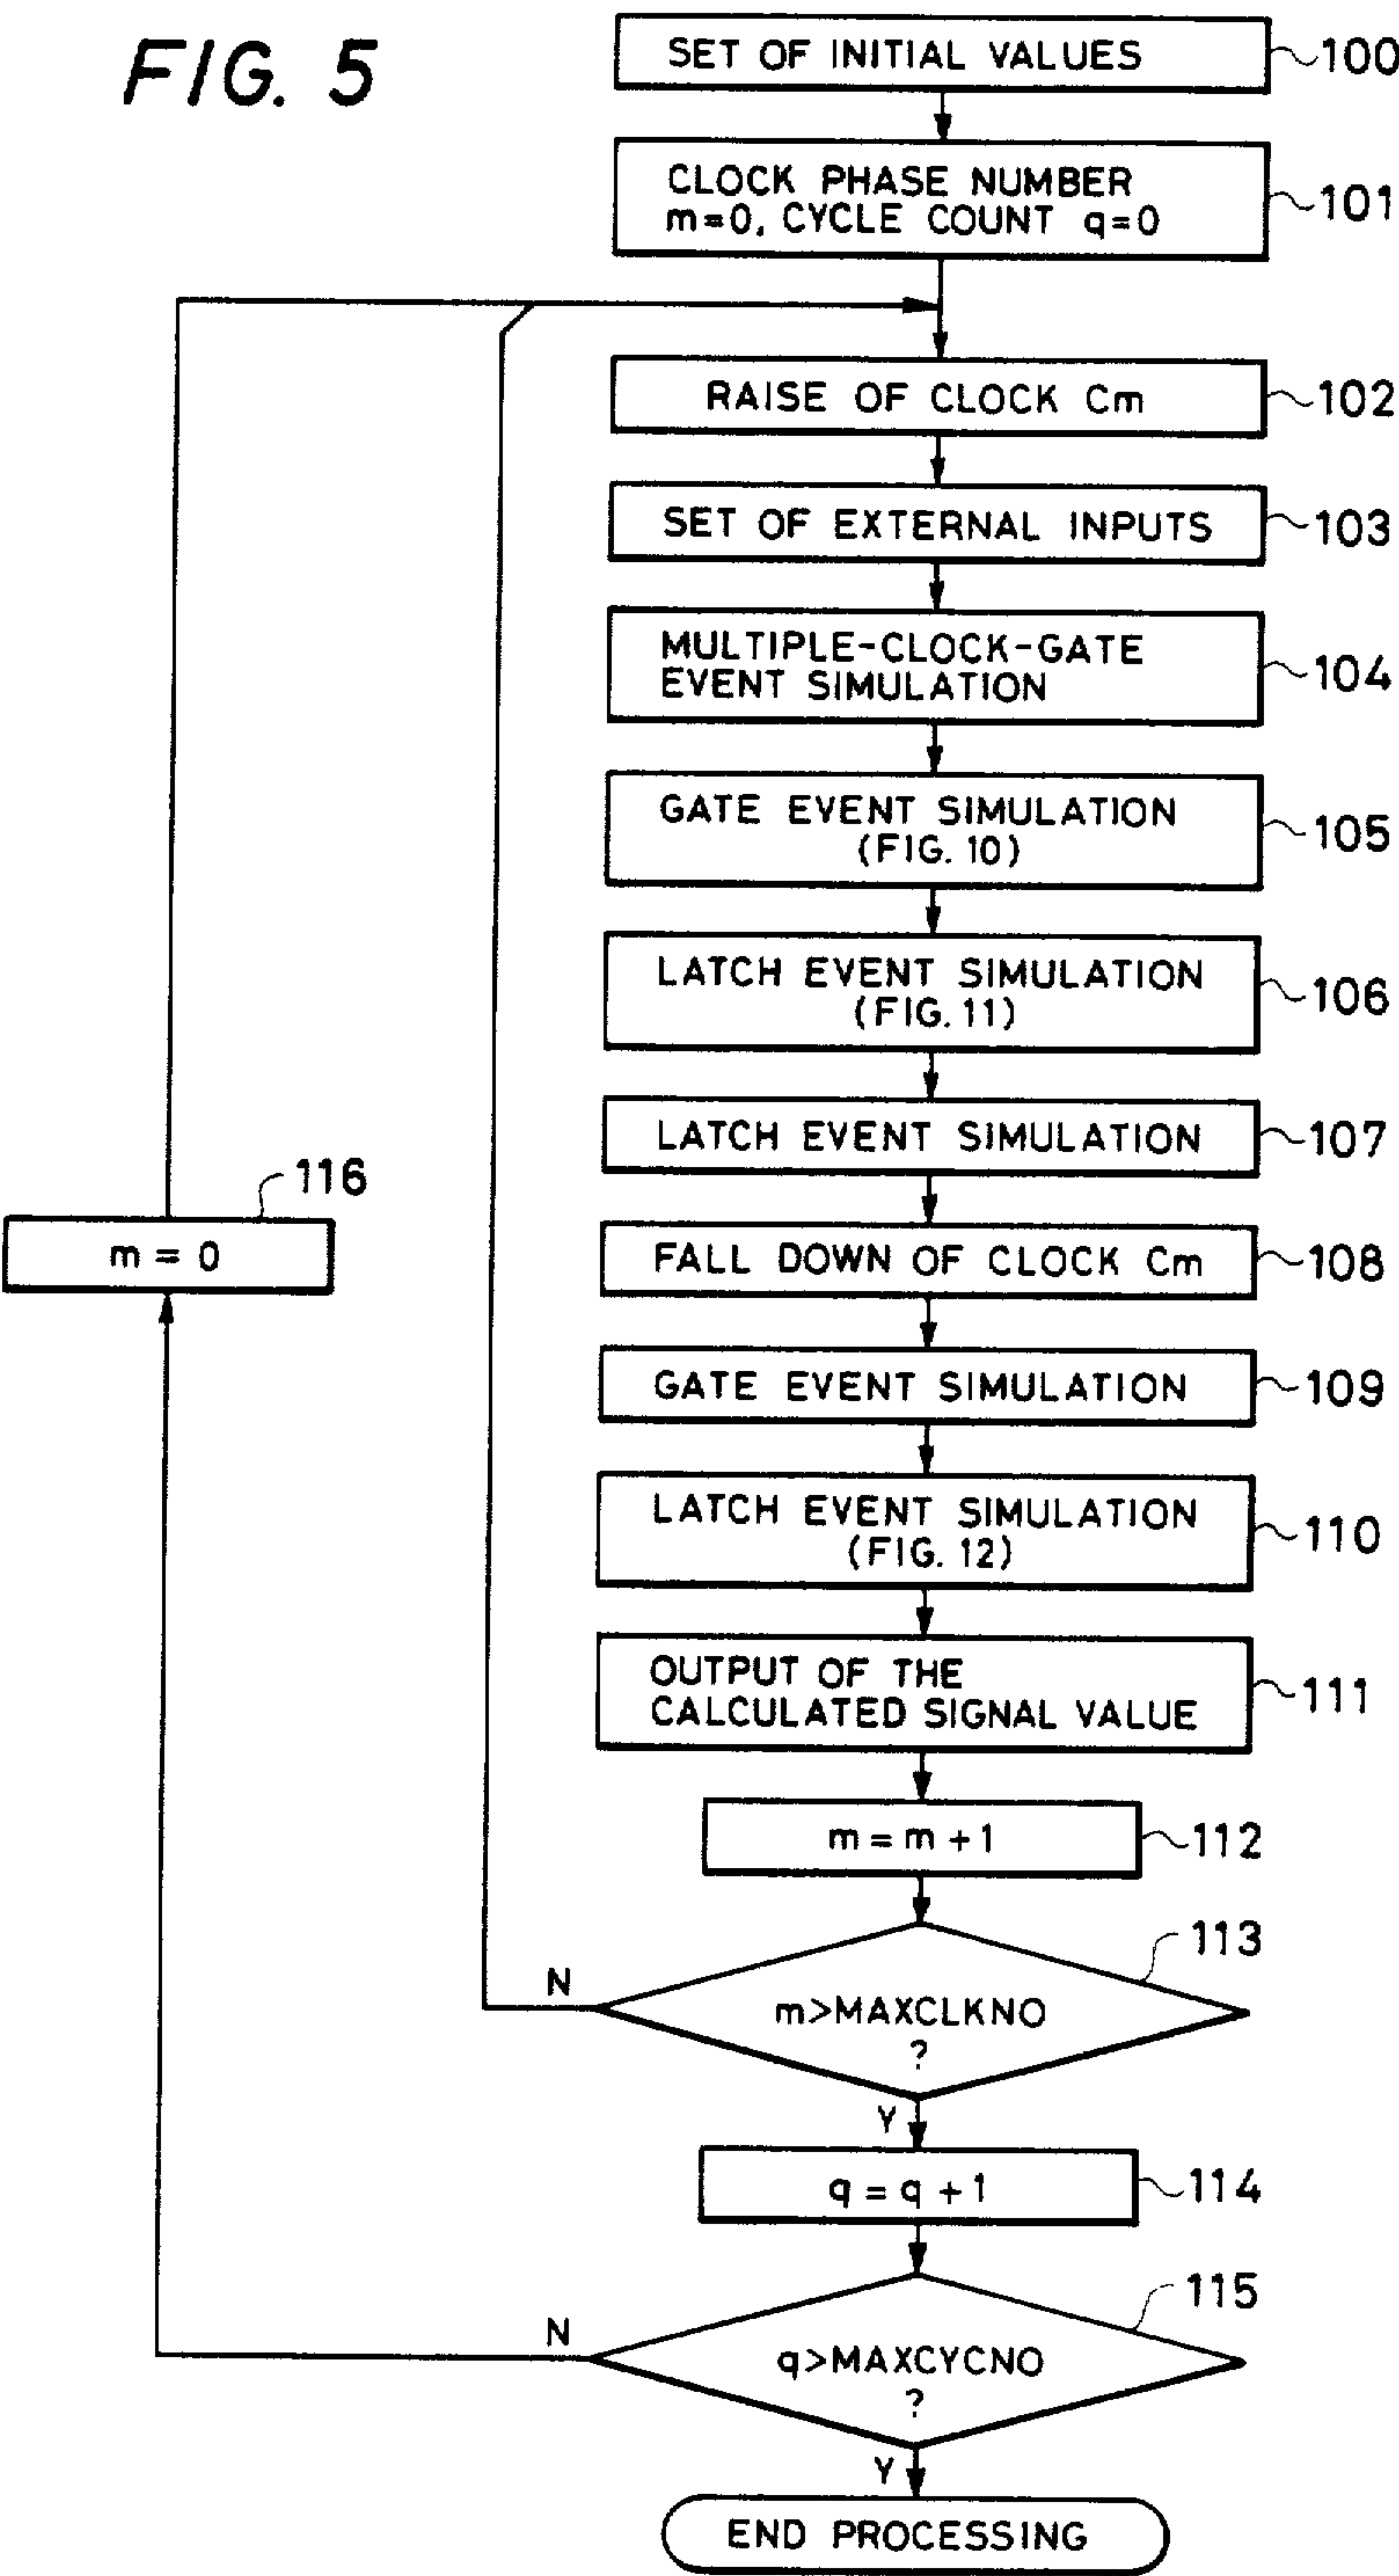 FIG. 5
SET OF INITIAL VALUES
100
CLOCK PHASE NUMBER
m=0, CYCLE COUNT q=0
101
RAISE OF CLOCK Cm
102
SET OF EXTERNAL INPUTS
103
MULTIPLE-CLOCK-GATE
EVENT SIMULATION
104
GATE EVENT SIMULATION
(FIG. 10)
105
LATCH EVENT SIMULATION
(FIG. 11)
106
LATCH EVENT SIMULATION
107
116
m = 0
FALL DOWN OF CLOCK Cm
108
GATE EVENT SIMULATION
109
LATCH EVENT SIMULATION
(FIG. 12)
110
OUTPUT OF THE
CALCULATED SIGNAL VALUE
111
m = m + 1
112
113
N
m>MAXCLKNO
?
Y
q = q + 1
114
115
N
q>MAXCYCNO
?
Y
END PROCESSING